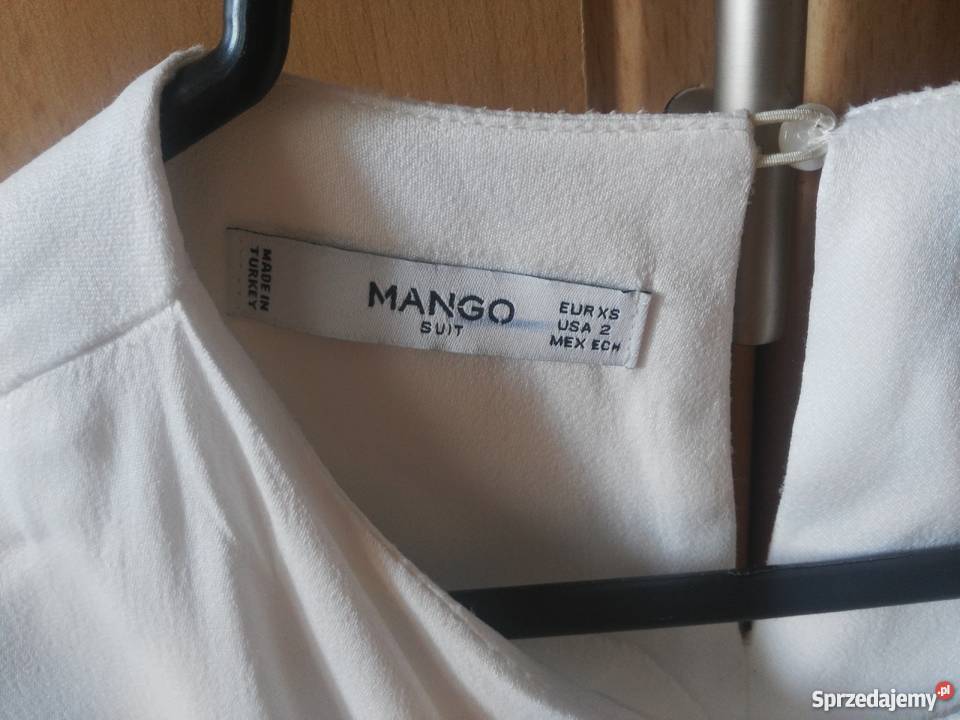 MADE IN
TURKEY
MANGO
SUIT
EUR XS
USA 2
MEX ECH
Sprzedajemy.pl